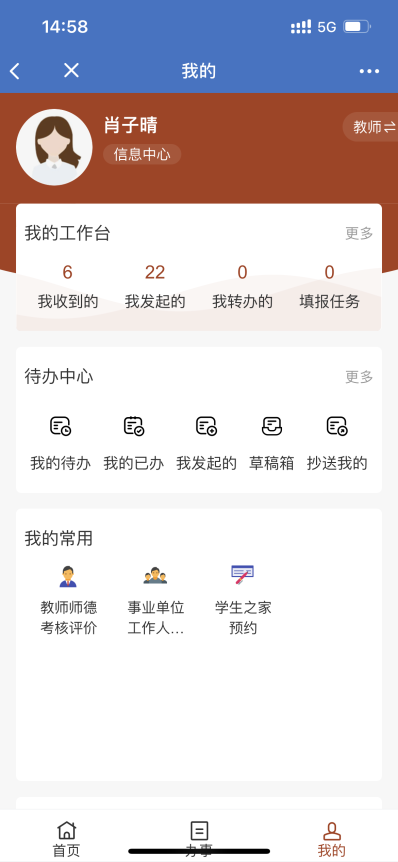 14:58
5G
我的
肖子晴
信息中心
教师
我的工作台
更多
6
22
0
0
我收到的
我发起的
我转办的
填报任务
待办中心
更多
我的待办
我的已办
我发起的
草稿箱
抄送我的
我的常用
教师师德
考核评价
事业单位
工作人…
学生之家
预约
首页
办事
我的